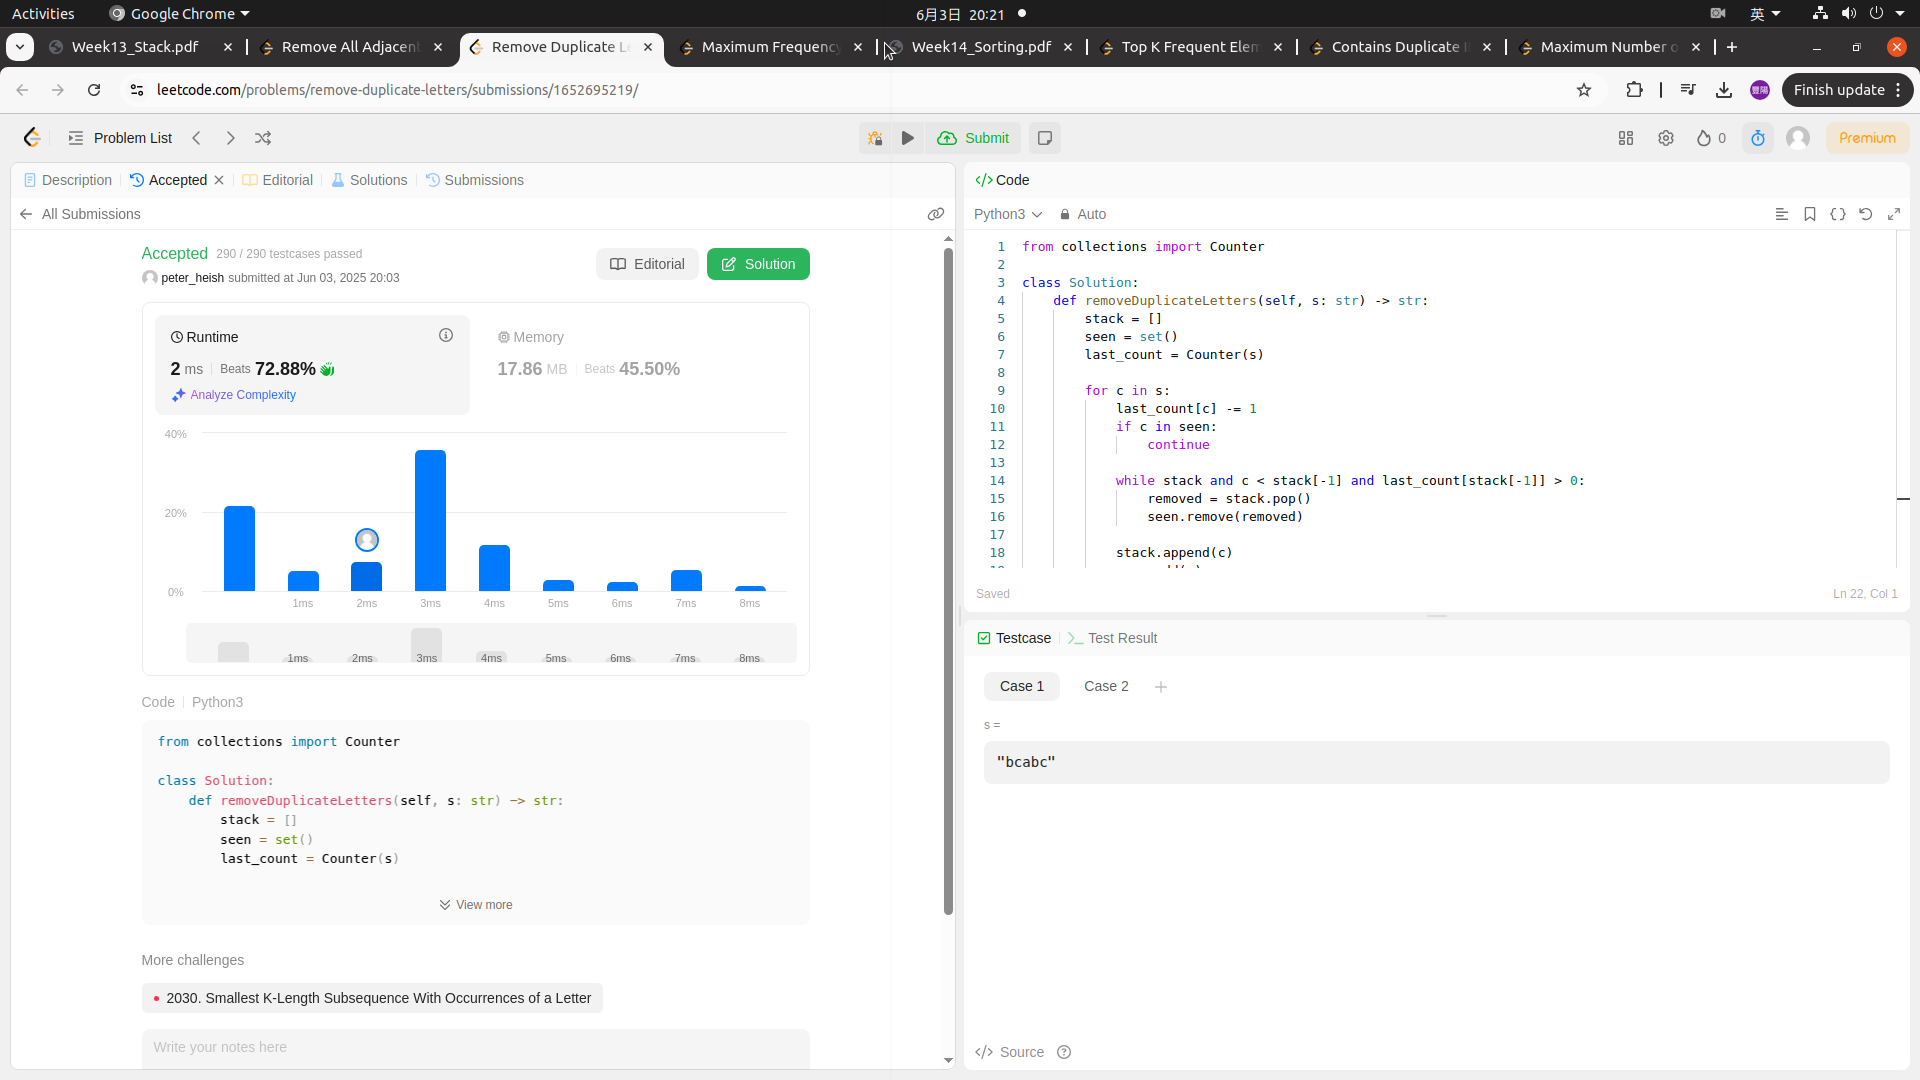 Activities
Google Chrome
6月3日 20:21
英
Week13_Stack.pdf
Remove All Adjacent
Remove Duplicate Le
Maximum Frequency
Week14_Sorting.pdf
Top K Frequent Elem
Contains Duplicate I
Maximum Number o
leetcode.com/problems/remove-duplicate-letters/submissions/1652695219/
豐陽
Finish update
Problem List
Submit
0
Premium
Description
Accepted
Editorial
Solutions
Submissions
All Submissions
Accepted 290 / 290 testcases passed
peter_heish submitted at Jun 03, 2025 20:03
Editorial
Solution
Runtime
2 ms
Beats 72.88%
Analyze Complexity
Memory
17.86 MB
Beats 45.50%
40%
20%
0%
1ms 2ms 3ms 4ms 5ms 6ms 7ms 8ms
1ms 2ms 3ms 4ms 5ms 6ms 7ms 8ms
Code
Python3
from collections import Counter
class Solution:
def removeDuplicateLetters(self, s: str) -> str:
stack = []
seen = set()
last_count = Counter(s)
View more
More challenges
2030. Smallest K-Length Subsequence With Occurrences of a Letter
Write your notes here
</> Code
Python3
Auto
1 from collections import Counter
2
3 class Solution:
4 def removeDuplicateLetters(self, s: str) -> str:
5 stack = []
6 seen = set()
7 last_count = Counter(s)
8
9 for c in s:
10 last_count[c] -= 1
11 if c in seen:
12 continue
13
14 while stack and c < stack[-1] and last_count[stack[-1]] > 0:
15 removed = stack.pop()
16 seen.remove(removed)
17
18 stack.append(c)
Saved
Ln 22, Col 1
Testcase
Test Result
Case 1
Case 2
s =
"bcabc"
</> Source